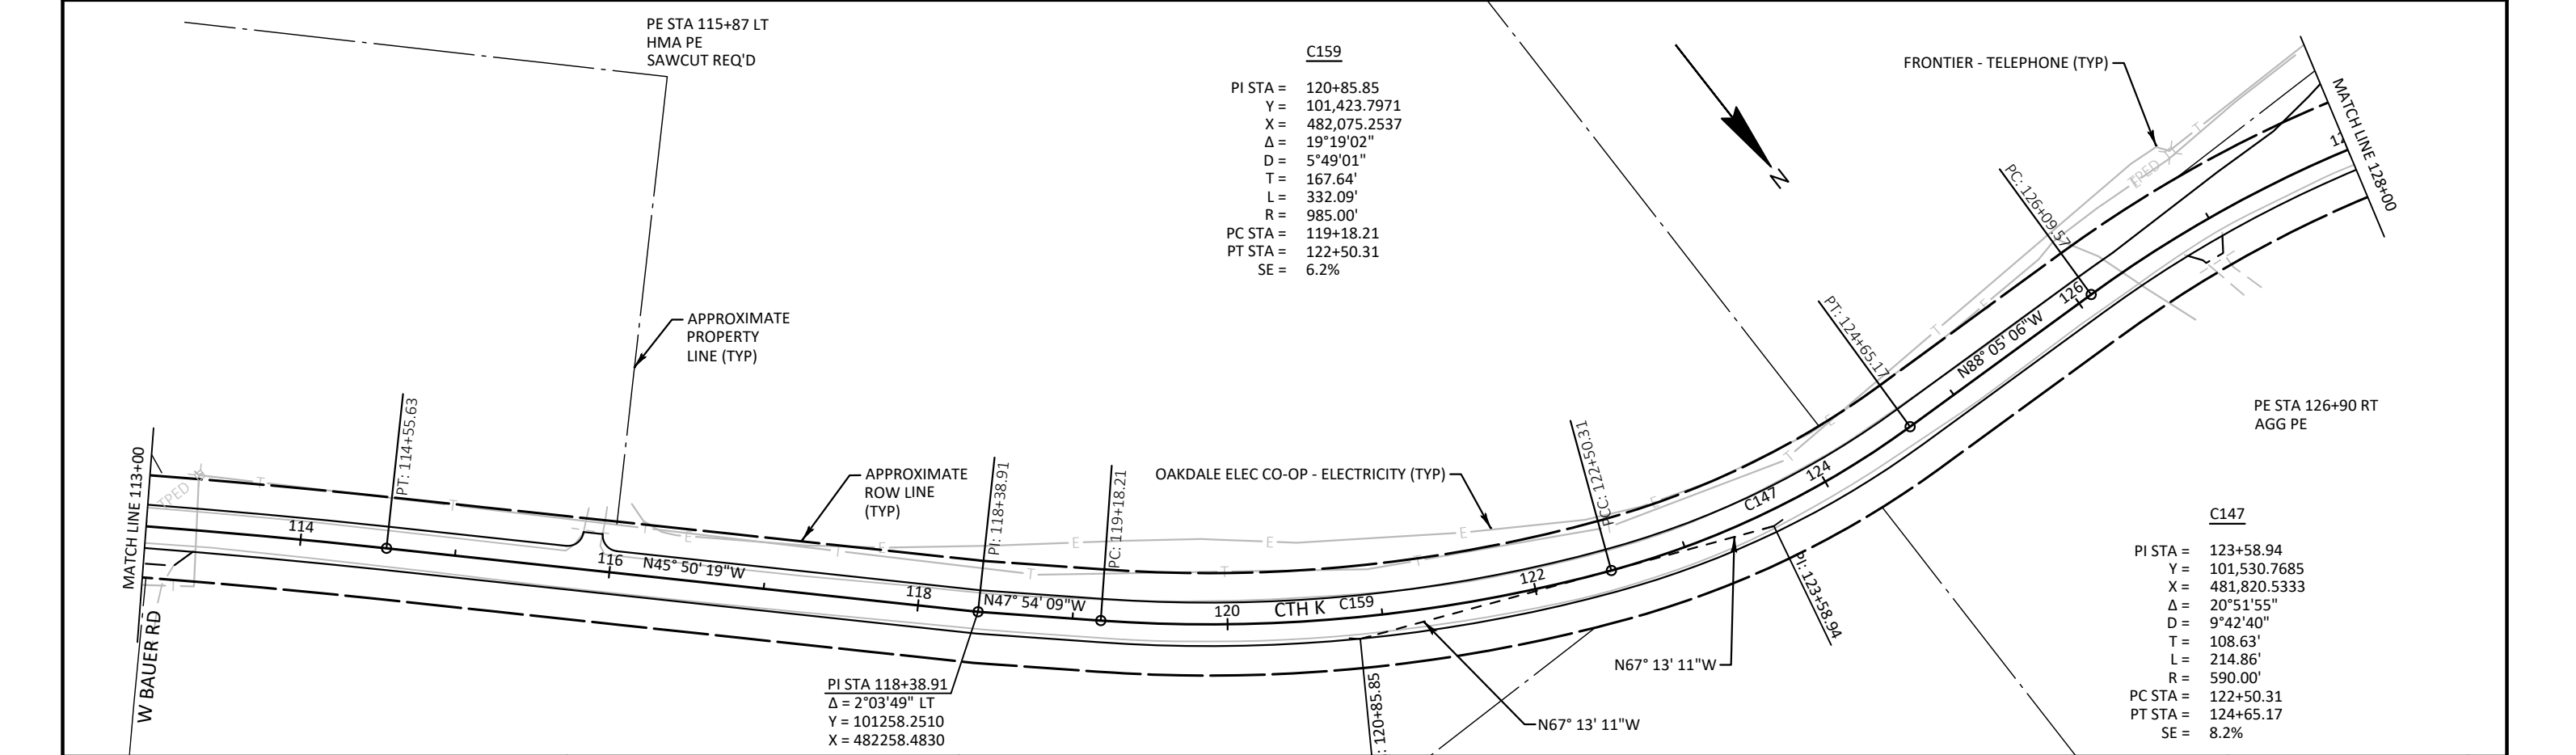 PE STA 115+87 LT
HMA PE
SAWCUT REQ'D
C159
PI STA = 120+85.85
Y = 101,423.7971
X = 482,075.2537
Δ = 19°19'02"
D = 5°49'01"
T = 167.64'
L = 332.09'
R = 985.00'
PC STA = 119+18.21
PT STA = 122+50.31
SE = 6.2%
N
FRONTIER - TELEPHONE (TYP)
MATCH LINE 128+00
TPED
T
PC: 126+09.57
126
E
N88° 05' 06"W
T
PT: 124+65.17
APPROXIMATE
PROPERTY
LINE (TYP)
PE STA 126+90 RT
AGG PE
MATCH LINE 113+00
TPED
T
T
T
114
PT: 114+55.63
T
116
N45° 50' 19"W
E
T
E
APPROXIMATE
ROW LINE
(TYP)
118
PI: 118+38.91
N47° 54' 09"W
PC: 119+18.21
T
E
T
E
T
E
OAKDALE ELEC CO-OP - ELECTRICITY (TYP)
120
CTH K
C159
122
PCC: 122+50.31
E
T
E
T
C147
124
PI: 123+58.94
N67° 13' 11"W
N67° 13' 11"W
: 120+85.85
W BAUER RD
PI STA 118+38.91
Δ = 2°03'49" LT
Y = 101258.2510
X = 482258.4830
C147
PI STA = 123+58.94
Y = 101,530.7685
X = 481,820.5333
Δ = 20°51'55"
D = 9°42'40"
T = 108.63'
L = 214.86'
R = 590.00'
PC STA = 122+50.31
PT STA = 124+65.17
SE = 8.2%